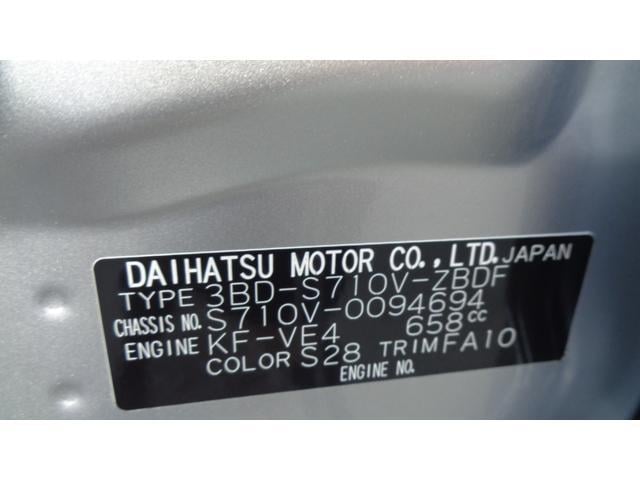 DAIHATSU MOTOR CO.,LTD. JAPAN
TYPE 3BD-S710V-ZBDF
CHASSIS NO. S710V-0094694
ENGINE KF-VE4 658cc
COLOR S28 TRIM FA10
ENGINE NO.